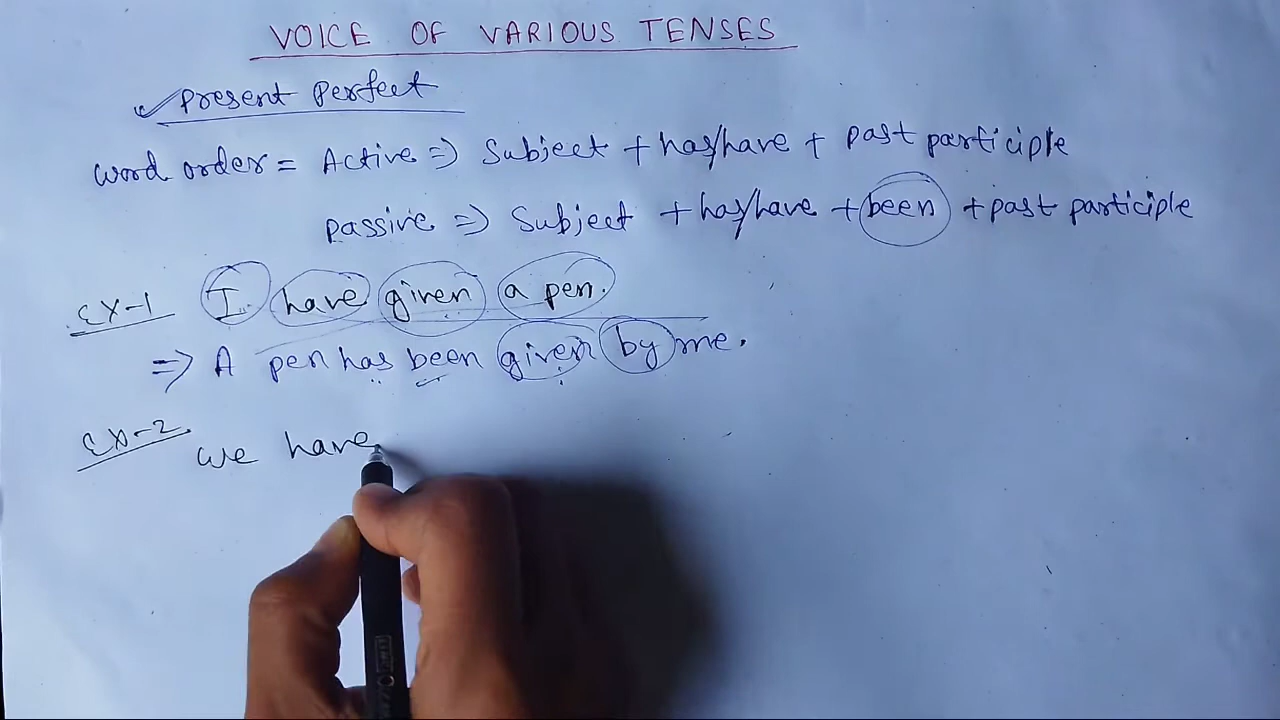 VOICE OF VARIOUS TENSES
Present Perfect
word order = Active => Subject + has/have + past participle
passive => Subject + has/have + been + past participle
EX-1 I have given a pen.
=> A pen has been given by me.
EX-2. we have